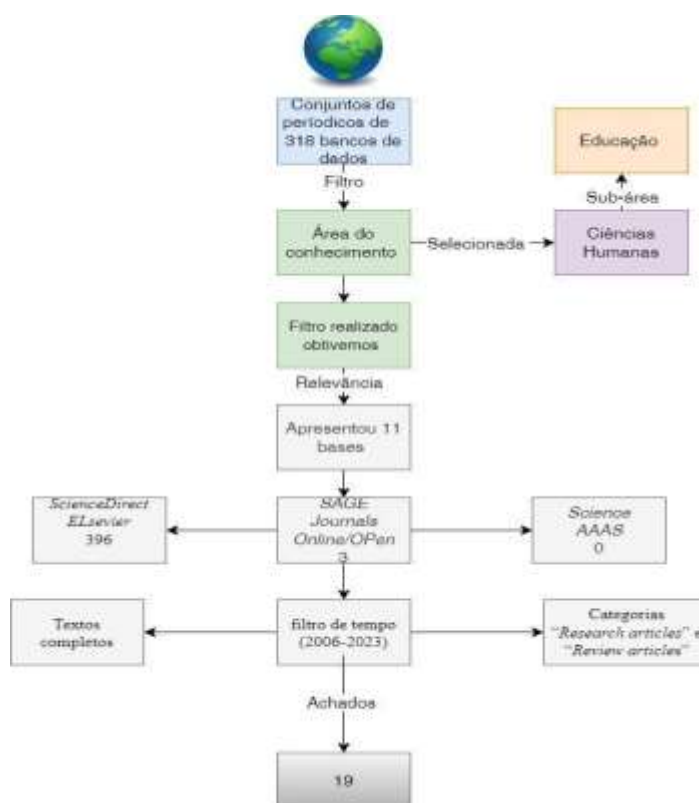 Conjuntos de
períodicos de
318 bancos de
dados
Educação
Filtro
Sub-área
Área do
conhecimento
Selecionada
Ciências
Humanas
Filtro realizado
obtivemos
Relevância
Apresentou 11
bases
ScienceDirect
ELsevier
396
SAGE
Journals
Online/OPen
3
Science
AAAS
0
Textos
completos
filtro de tempo
(2006-2023)
Categorias
"Research articles" e
"Review articles"
Achados
19